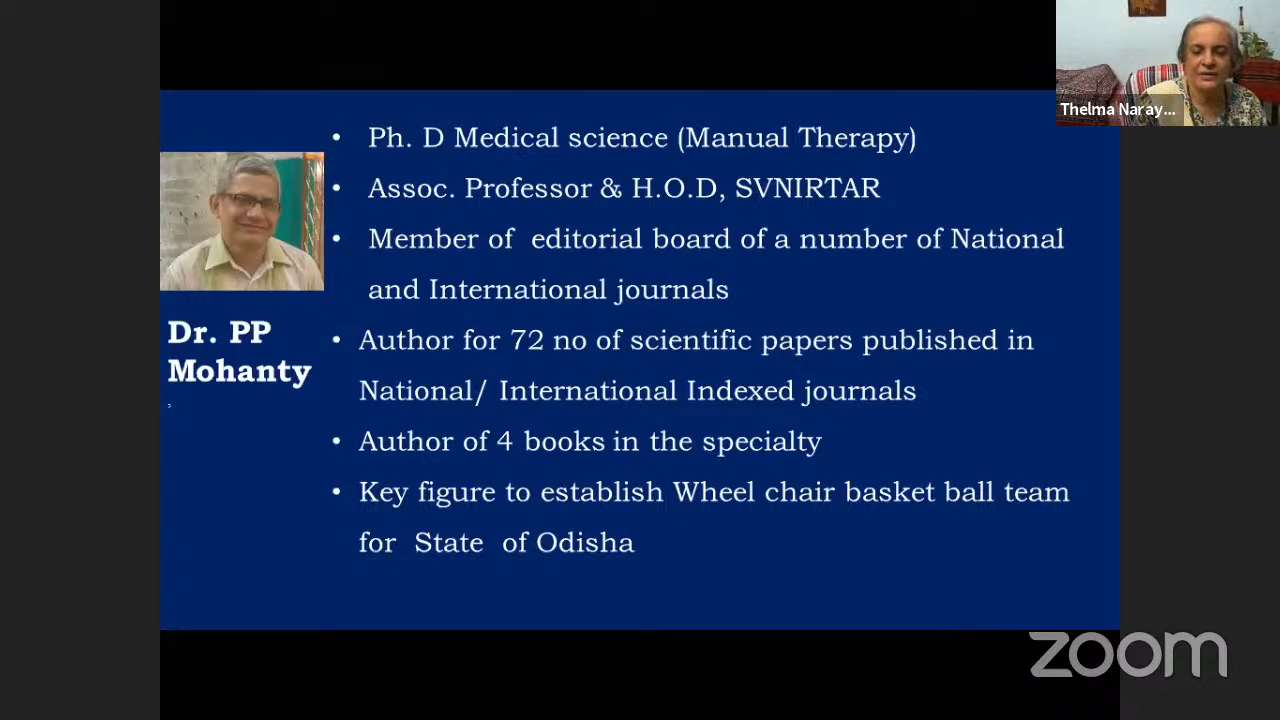 Thelma Naray...
• Ph. D Medical science (Manual Therapy)
• Assoc. Professor & H.O.D, SVNIRTAR
• Member of editorial board of a number of National
and International journals
Dr. PP
Mohanty
,
• Author for 72 no of scientific papers published in
National/ International Indexed journals
• Author of 4 books in the specialty
• Key figure to establish Wheel chair basket ball team
for State of Odisha
zoom